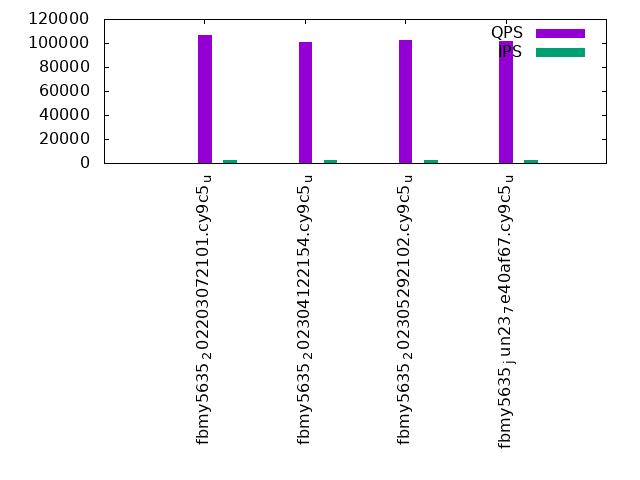 120000
100000
80000
60000
40000
20000
0
QPS
IPS
fbmy5635₂02203072101.cy9c5ᵤ
fbmy5635₂02304122154.cy9c5ᵤ
fbmy5635₂02305292102.cy9c5ᵤ
fbmy5635ⱼun23₇e40af67.cy9c5ᵤ